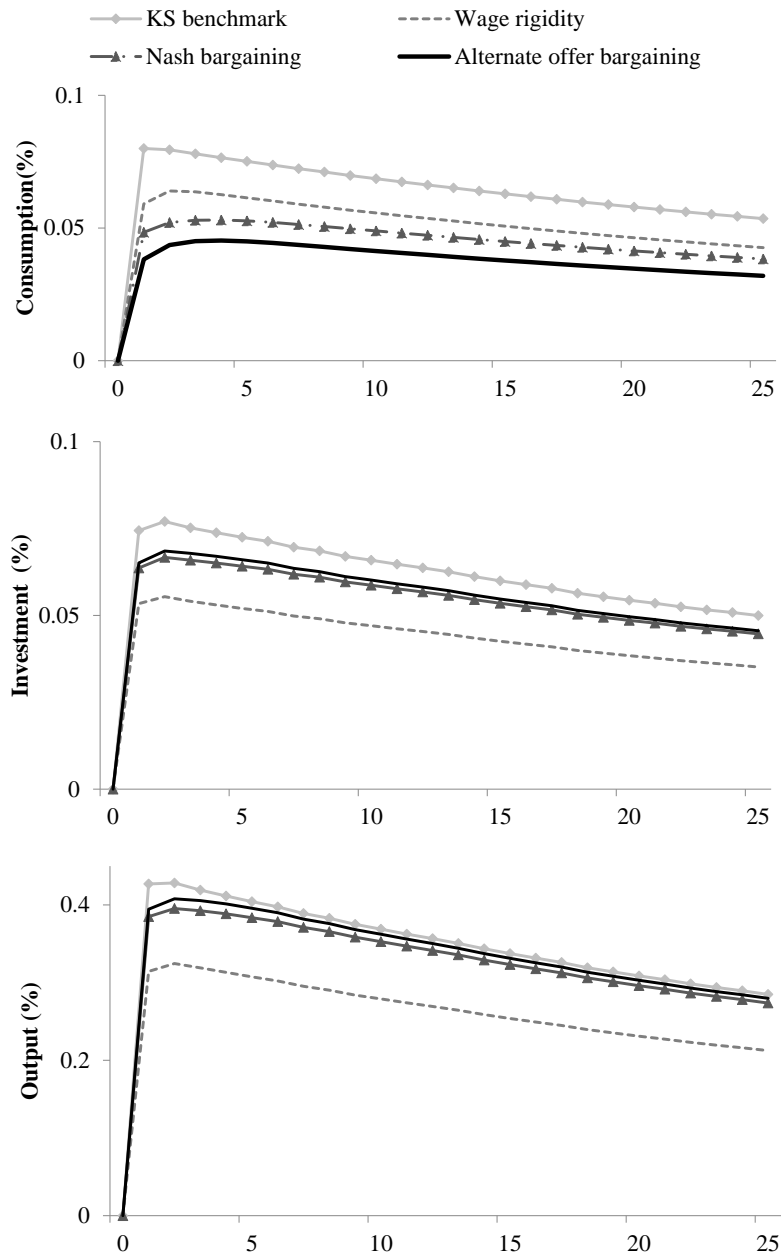 KS benchmark
Wage rigidity
Nash bargaining
Alternate offer bargaining
0.1
0.05
0
Consumption(%)
0 5 10 15 20 25
0.1
0.05
0
Investment (%)
0 5 10 15 20 25
0.4
0.2
0
Output (%)
0 5 10 15 20 25